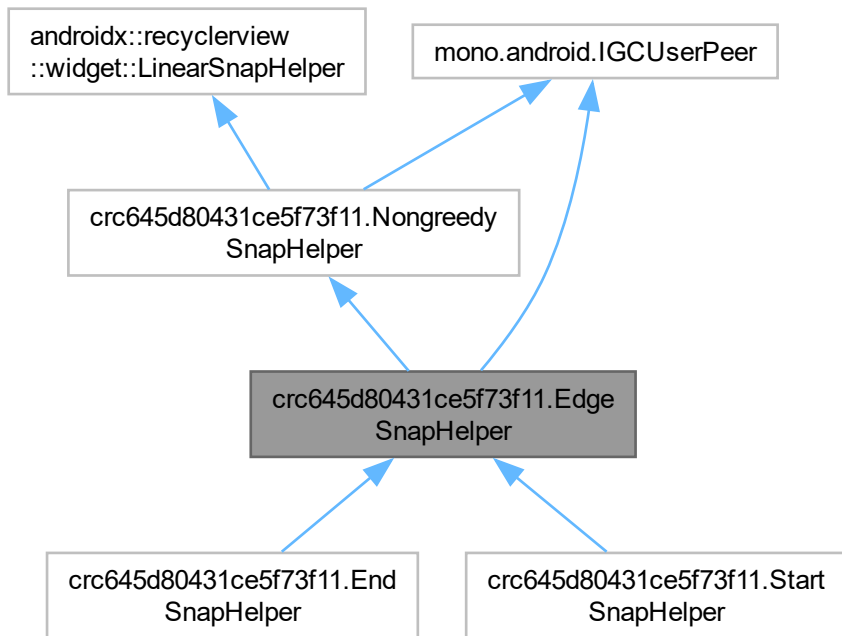 androidx::recyclerview
::widget::LinearSnapHelper
mono.android.IGCUserPeer
crc645d80431ce5f73f11.Nongreedy
SnapHelper
crc645d80431ce5f73f11.Edge
SnapHelper
crc645d80431ce5f73f11.End
SnapHelper
crc645d80431ce5f73f11.Start
SnapHelper